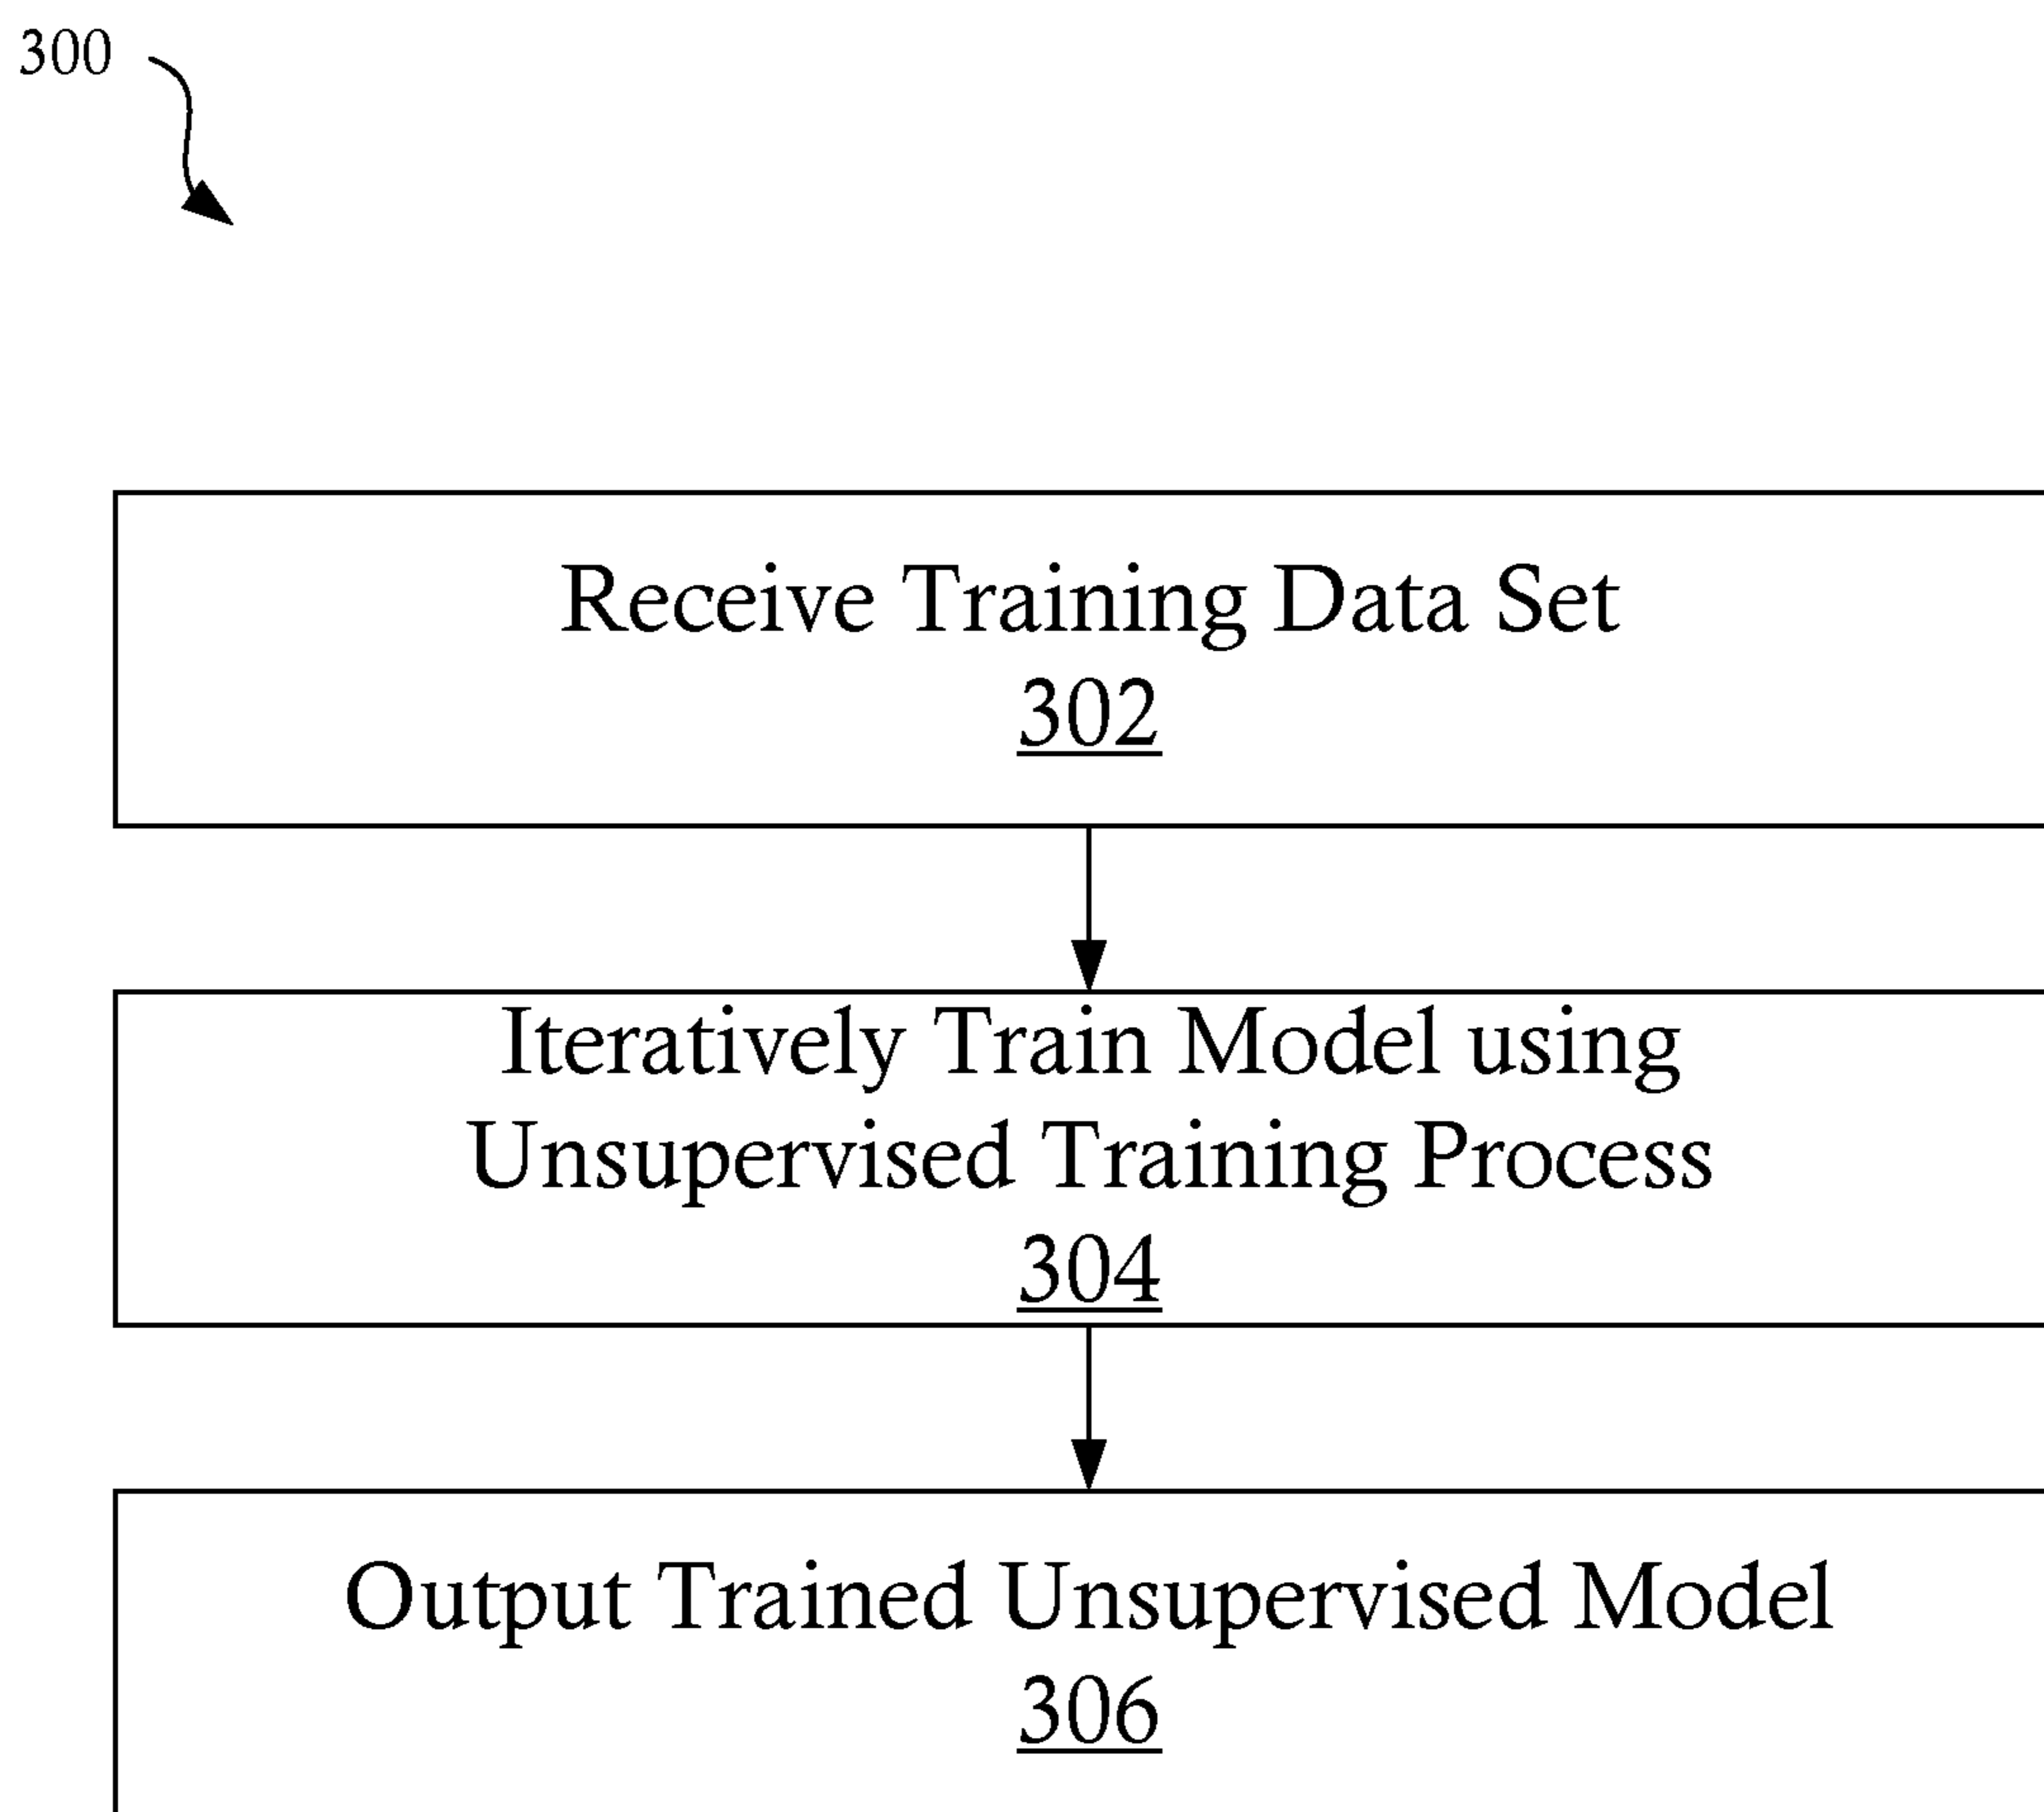 300
Receive Training Data Set
302
Iteratively Train Model using
Unsupervised Training Process
304
Output Trained Unsupervised Model
306